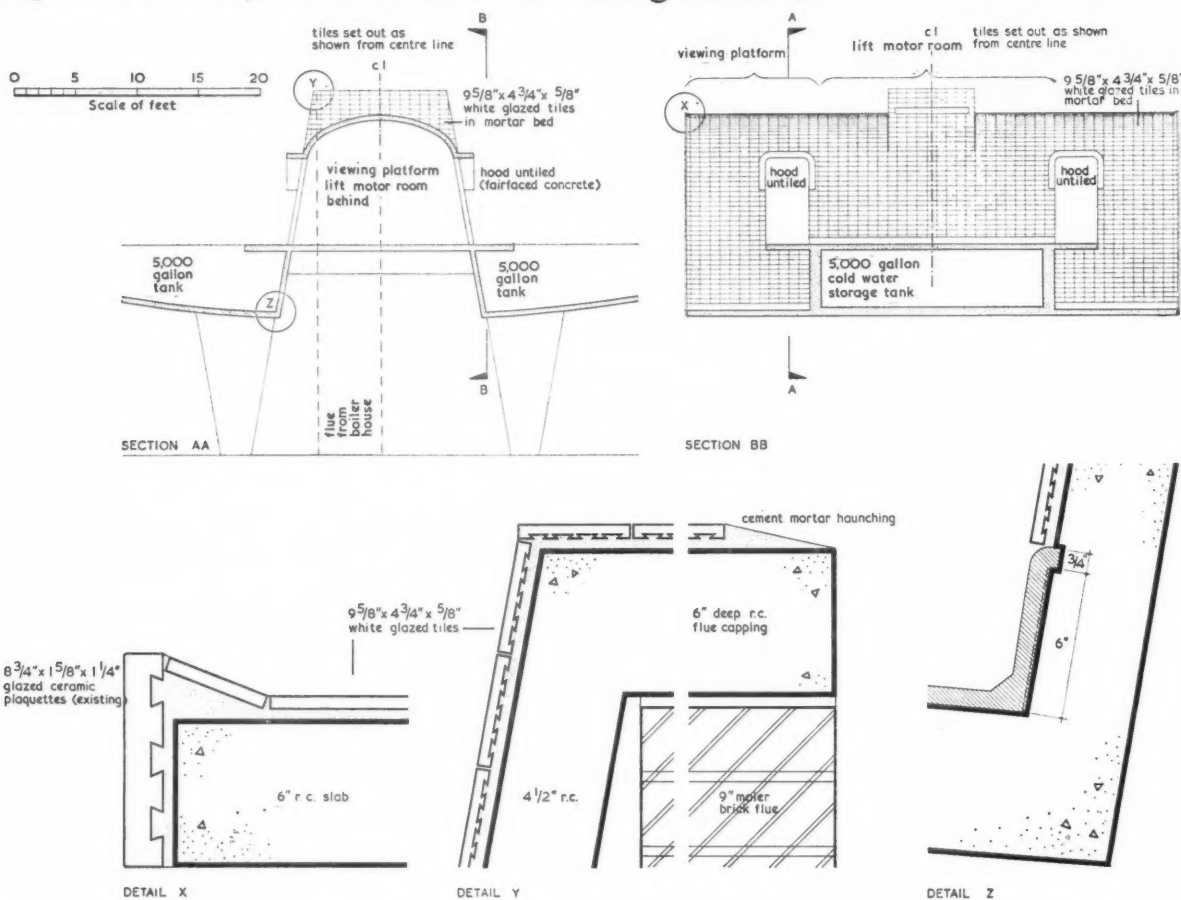 B
tiles set out as
shown from centre line
c l
0 5 10 15 20
Scale of feet
Y
9 5/8" x 4 3/4" x 5/8"
white glazed tiles
in mortar bed
viewing platform
lift motor room
behind
hood untiled
(fairfaced concrete)
5,000
gallon
tank
5,000
gallon
tank
Z
B
flue
from
boiler
house
SECTION AA
A
viewing platform
c l
lift motor room
tiles set out as shown
from centre line
X
9 5/8" x 4 3/4" x 5/8"
white glazed tiles in
mortar bed
hood
untiled
hood
untiled
5,000 gallon
cold water
storage tank
A
SECTION BB
8 3/4" x 1 5/8" x 1 1/4"
glazed ceramic
plaquettes (existing)
9 5/8" x 4 3/4" x 5/8"
white glazed tiles
6" r.c. slab
DETAIL X
cement mortar haunching
6" deep r.c.
flue capping
4 1/2" r.c.
9" moler
brick flue
DETAIL Y
3/4"
6"
DETAIL Z